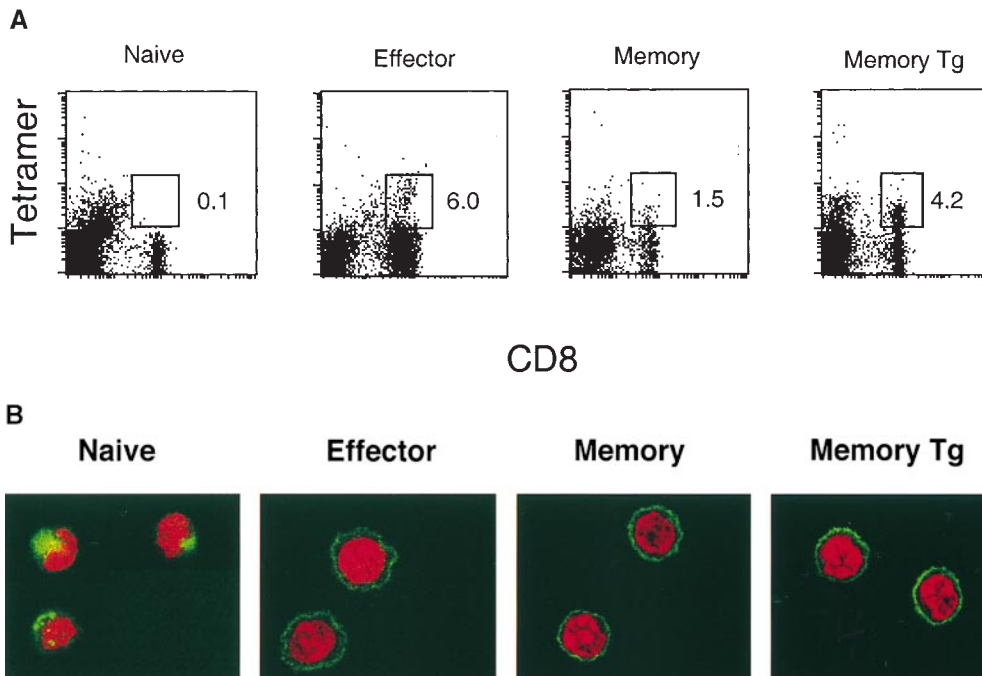 A
Naive
Effector
Memory
Memory Tg
Tetramer
0.1
6.0
1.5
4.2
CD8
B
Naive
Effector
Memory
Memory Tg